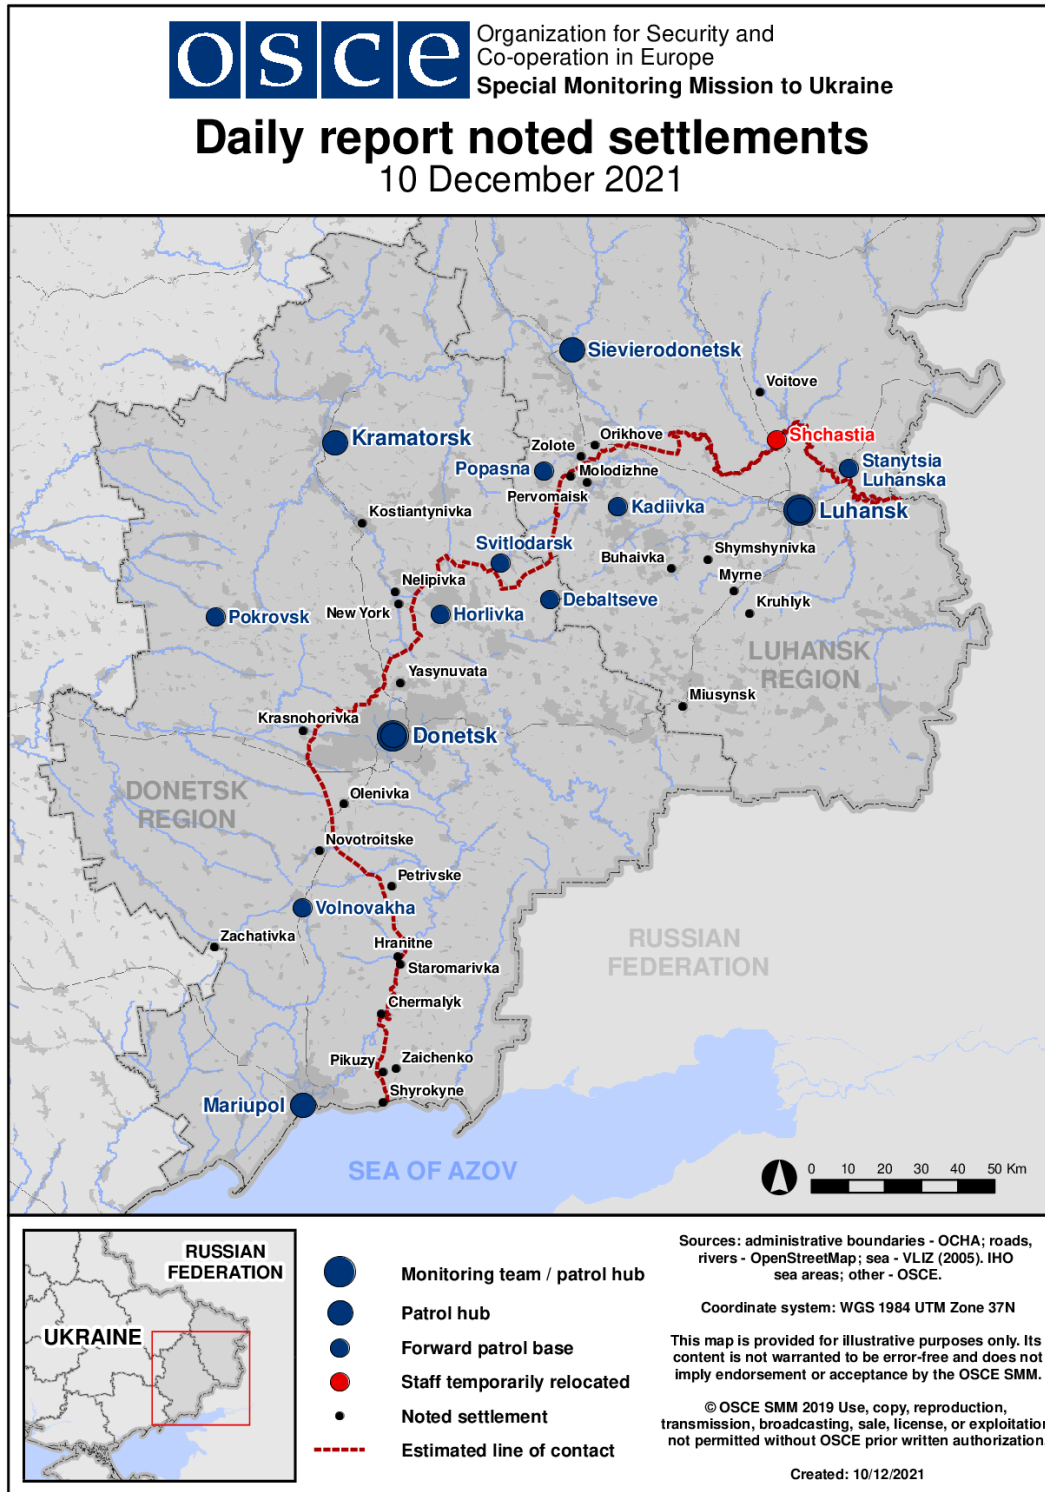 osce
Organization for Security and
Co-operation in Europe
Special Monitoring Mission to Ukraine
Daily report noted settlements
10 December 2021
Sievierodonetsk
Voitove
Kramatorsk
Orikhove
Shchastia
Zolote
Popasna
Molodizhne
Stanytsia
Luhanska
Pervomaisk
Kadiivka
Luhansk
Kostiantynivka
Svitlodarsk
Buhaivka
Shymshynivka
Nelipivka
Myrne
New York
Horlivka
Debaltseve
Kruhlyk
Pokrovsk
LUHANSK
REGION
Yasynuvata
Miusynsk
Krasnohorivka
Donetsk
DONETSK
REGION
Olenivka
Novotroitske
Petrivske
Volnovakha
Zachativka
Hranitne
Staromarivka
RUSSIAN
FEDERATION
Chermalyk
Pikuzy
Zaichenko
Shyrokyne
Mariupol
SEA OF AZOV
0 10 20 30 40 50 Km
RUSSIAN
FEDERATION
UKRAINE
Monitoring team / patrol hub
Patrol hub
Forward patrol base
Staff temporarily relocated
Noted settlement
Estimated line of contact
Sources: administrative boundaries - OCHA; roads,
rivers - OpenStreetMap; sea - VLIZ (2005). IHO
sea areas; other - OSCE.
Coordinate system: WGS 1984 UTM Zone 37N
This map is provided for illustrative purposes only. Its
content is not warranted to be error-free and does not
imply endorsement or acceptance by the OSCE SMM.
© OSCE SMM 2019 Use, copy, reproduction,
transmission, broadcasting, sale, license, or exploitation
not permitted without OSCE prior written authorization.
Created: 10/12/2021